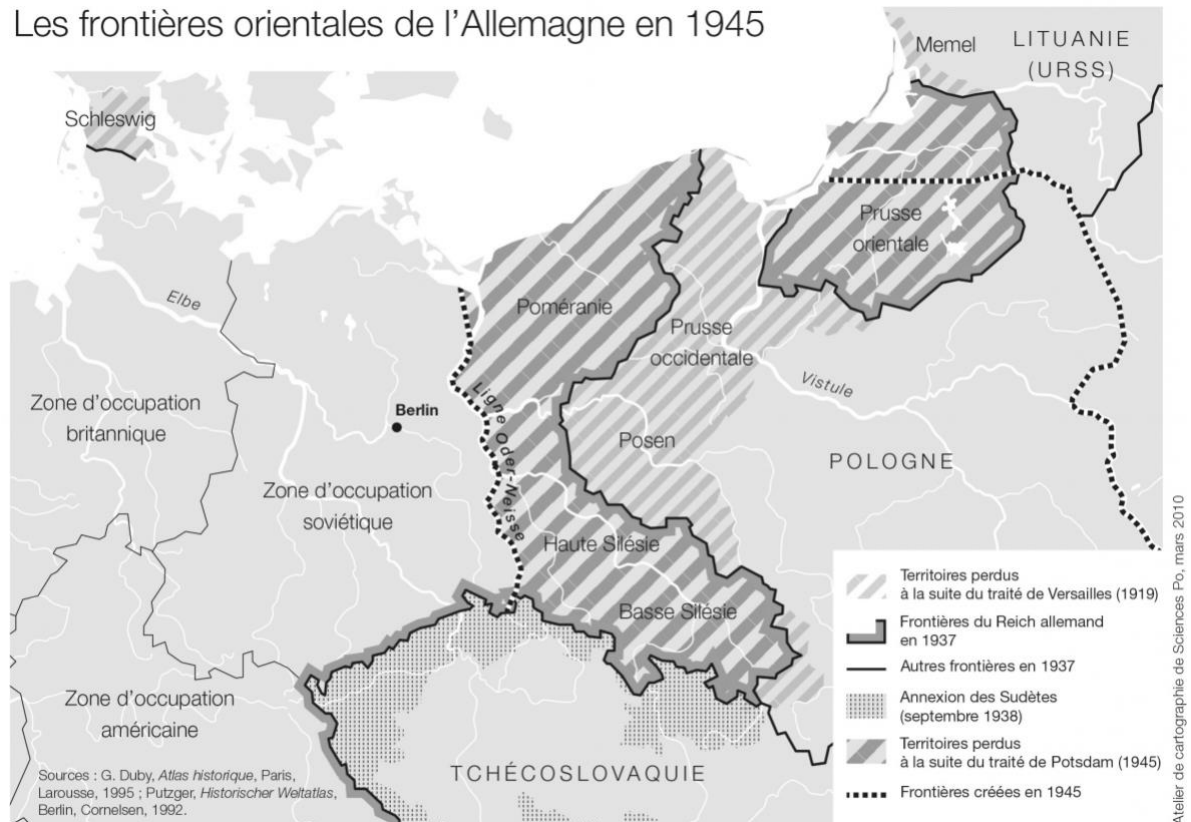 Les frontières orientales de l'Allemagne en 1945
Memel
LITUANIE
(URSS)
Schleswig
Prusse
orientale
Elbe
Poméranie
Prusse
occidentale
Vistule
Zone d'occupation
britannique
Berlin
Ligne Oder-Neisse
Posen
POLOGNE
Zone d'occupation
soviétique
Haute Silésie
Basse Silésie
Zone d'occupation
américaine
TCHÉCOSLOVAQUIE
Sources : G. Duby, Atlas historique, Paris,
Larousse, 1995 ; Putzger, Historischer Weltatlas,
Berlin, Cornelsen, 1992.
Territoires perdus
à la suite du traité de Versailles (1919)
Frontières du Reich allemand
en 1937
Autres frontières en 1937
Annexion des Sudètes
(septembre 1938)
Territoires perdus
à la suite du traité de Potsdam (1945)
Frontières créées en 1945
Atelier de cartographie de Sciences Po, mars 2010